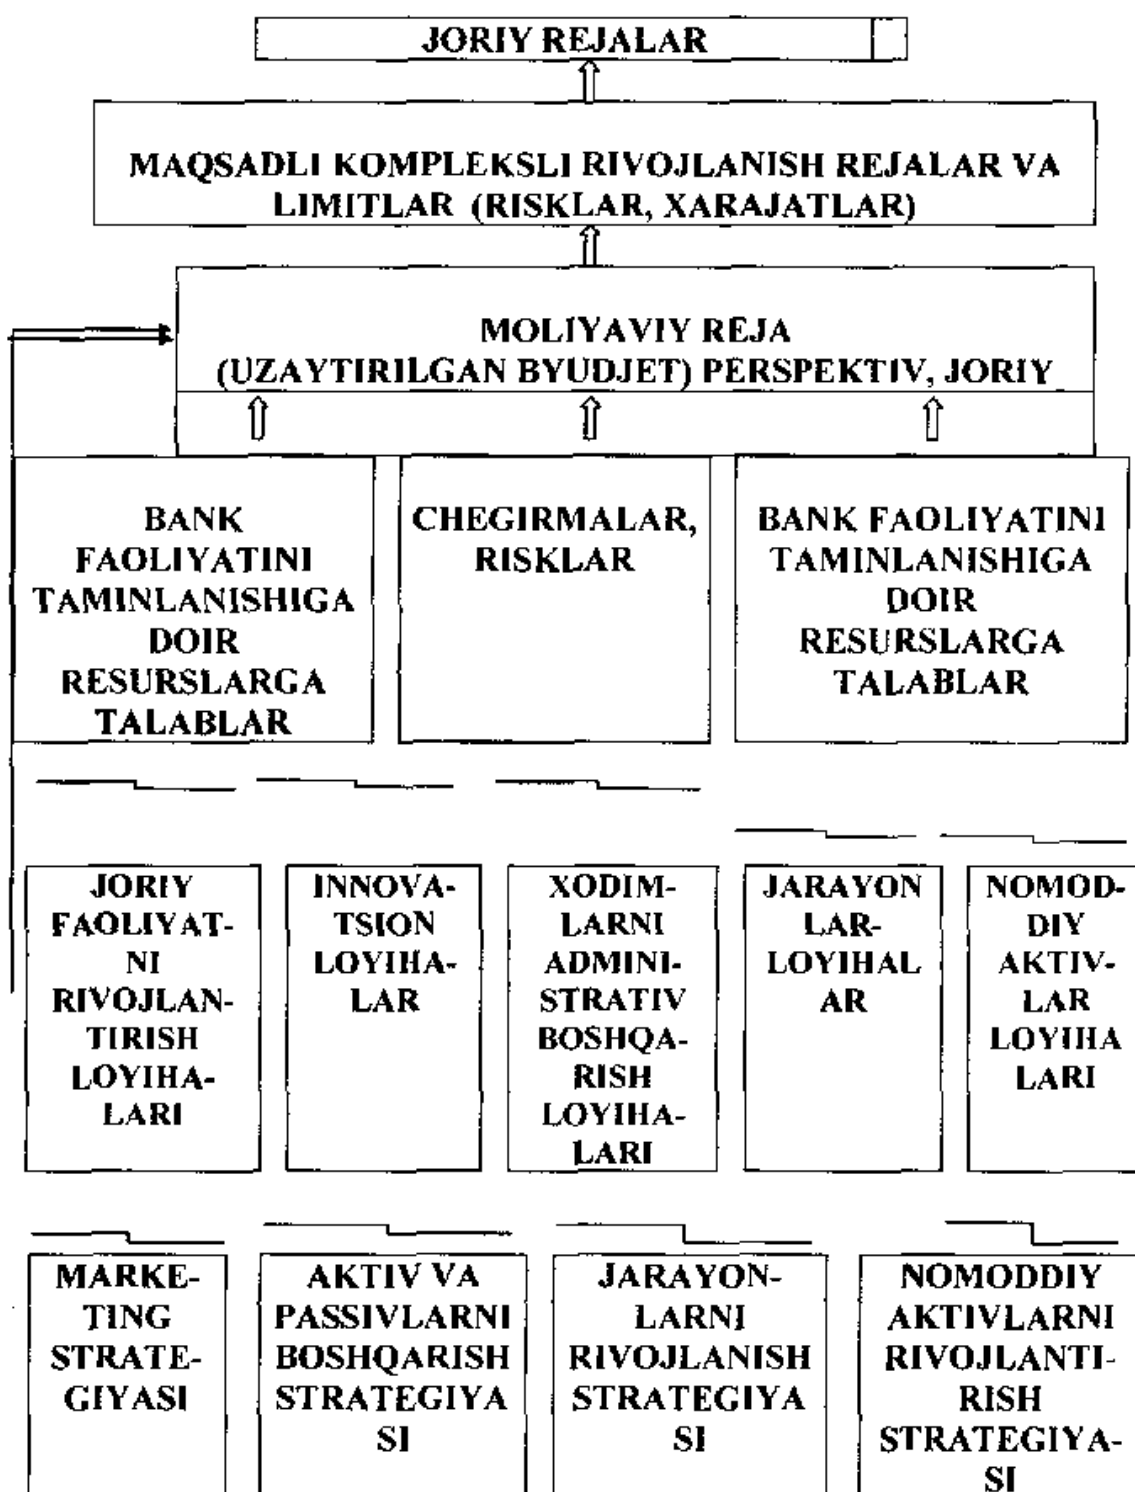 JORIY REJALAR
MAQSADLI KOMPLEKSLI RIVOJLANISH REJALAR VA
LIMITLAR (RISKLAR, XARAJATLAR)
MOLIYAVIY REJA
(UZAYTIRILGAN BYUDJET) PERSPEKTIV, JORIY
BANK
FAOLIYATINI
TAMINLANISHIGA
DOIR
RESURSLARGA
TALABLAR
CHEGIRMALAR,
RISKLAR
BANK FAOLIYATINI
TAMINLANISHIGA
DOIR
RESURSLARGA
TALABLAR
JORIY
FAOLIYAT-
NI
RIVOJLAN-
TIRISH
LOYIHA-
LARI
INNOVA-
TSION
LOYIHA-
LAR
XODIM-
LARNI
ADMINI-
STRATIV
BOSHQA-
RISH
LOYIHA-
LARI
JARAYON
LAR-
LOYIHAL
AR
NOMOD-
DIY
AKTIV-
LAR
LOYIHA
LARI
MARKE-
TING
STRATE-
GIYASI
AKTIV VA
PASSIVLARNI
BOSHQARISH
STRATEGIYA
SI
JARAYON-
LARNI
RIVOJLANISH
STRATEGIYA
SI
NOMODDIY
AKTIVLARNI
RIVOJLANTI-
RISH
STRATEGIYA-
SI